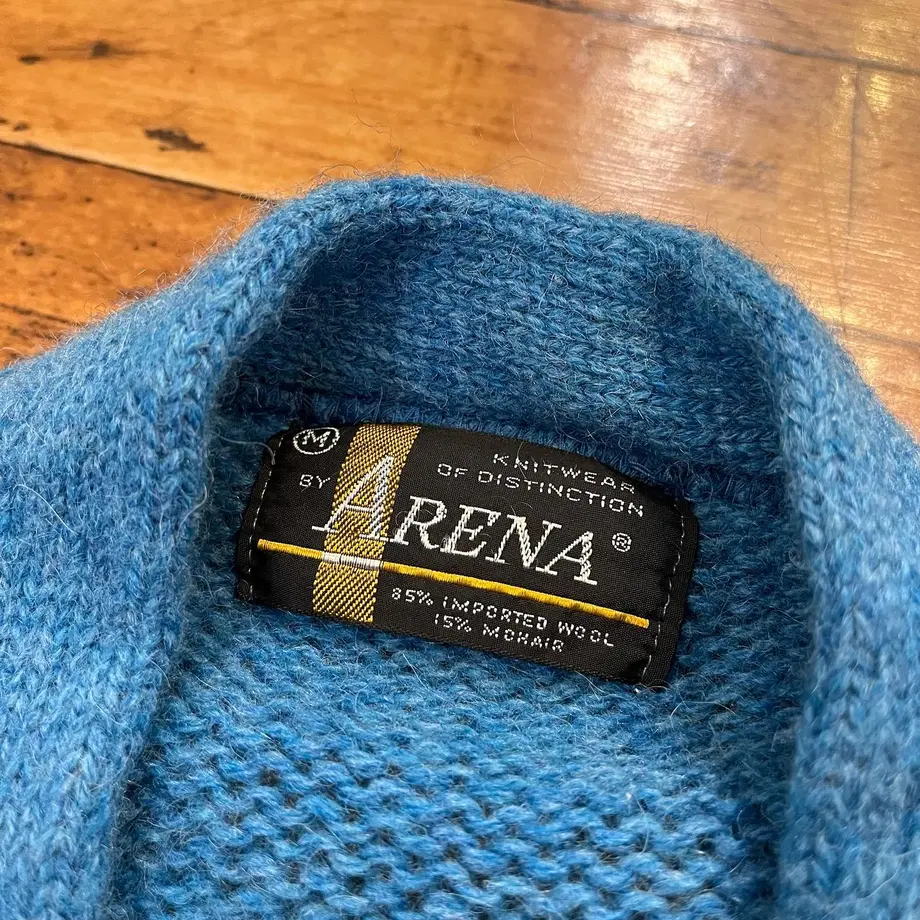 M
KNITWEAR
OF DISTINCTION
BY ARENA ®
85% IMPORTED WOOL
15% MOHAIR